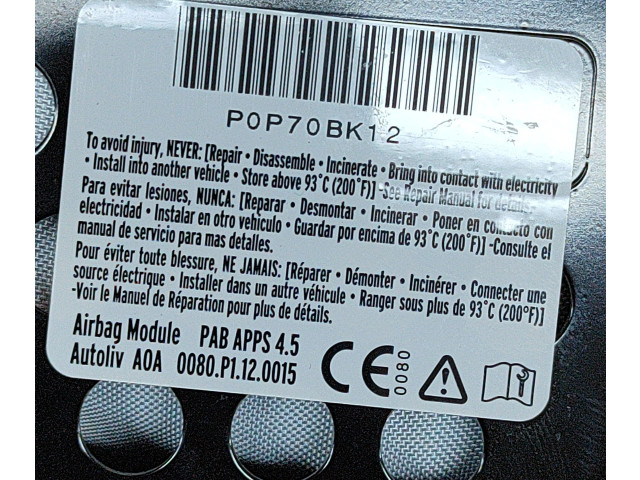 P0P70BK12
To avoid injury, NEVER: [Repair • Disassemble • Incinerate • Bring into contact with electricity
• Install into another vehicle • Store above 93°C (200°F)] -See Repair Manual for details.
Para evitar lesiones, NUNCA: [Reparar • Desmontar • Incinerar • Poner en contacto con
electricidad • Instalar en otro vehículo • Guardar por encima de 93°C (200°F)] -Consulte el
manual de servicio para mas detalles.
Pour éviter toute blessure, NE JAMAIS: [Réparer • Démonter • Incinérer • Connecter une
source électrique • Installer dans un autre véhicule • Ranger sous plus de 93°C (200°F)]
-Voir le Manuel de Réparation pour plus de détails.
Airbag Module PAB APPS 4.5
Autoliv AOA 0080.P1.12.0015
CE 0080